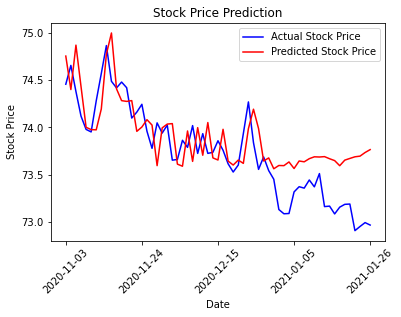 Stock Price Prediction
Actual Stock Price
Predicted Stock Price
Stock Price
75.0
74.5
74.0
73.5
73.0
2020-11-03
2020-11-24
2020-12-15
2021-01-05
2021-01-26
Date